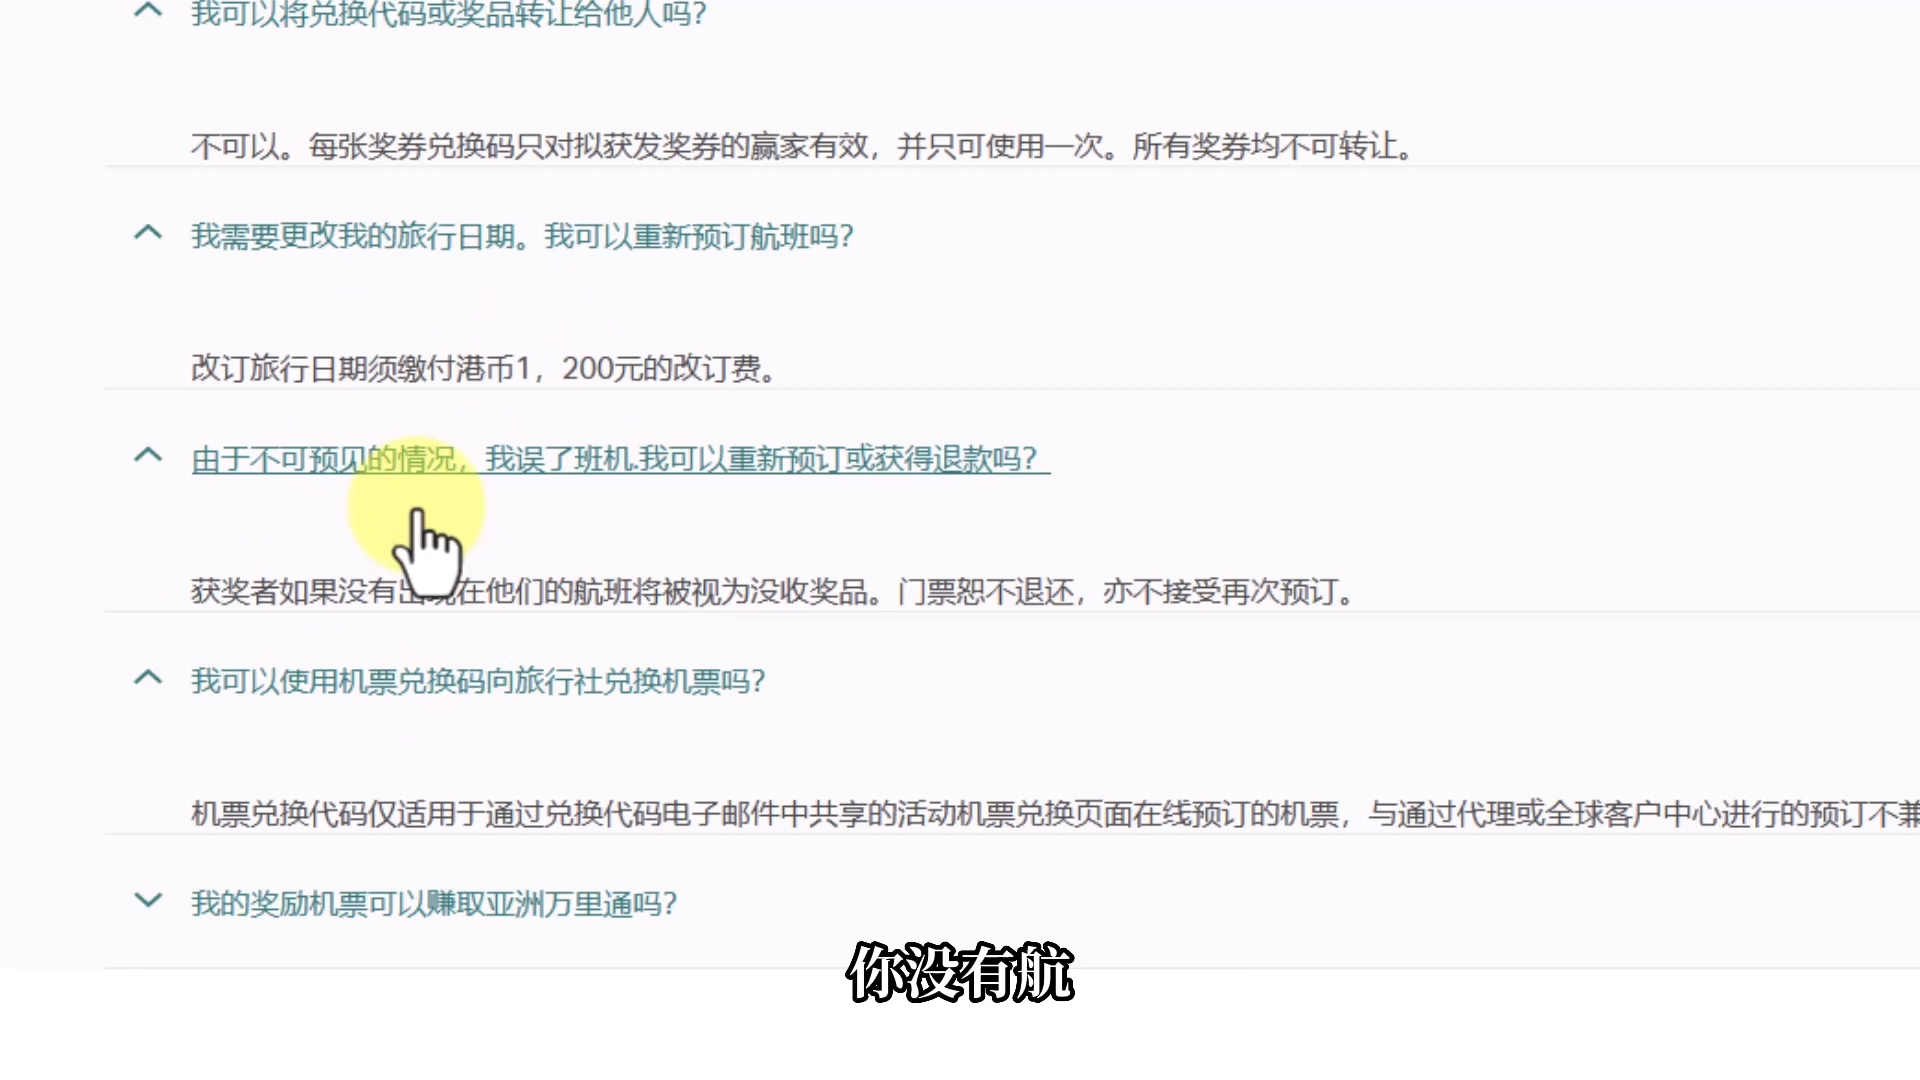 我可以将兑换代码或奖品转让给他人吗?
不可以。每张奖券兑换码只对拟获发奖券的赢家有效，并只可使用一次。所有奖券均不可转让。
我需要更改我的旅行日期。我可以重新预订航班吗?
改订旅行日期须缴付港币1，200元的改订费。
由于不可预见的情况，我误了班机.我可以重新预订或获得退款吗?
获奖者如果没有出现在他们的航班将被视为没收奖品。门票恕不退还，亦不接受再次预订。
我可以使用机票兑换码向旅行社兑换机票吗?
机票兑换代码仅适用于通过兑换代码电子邮件中共享的活动机票兑换页面在线预订的机票，与通过代理或全球客户中心进行的预订不兼
我的奖励机票可以赚取亚洲万里通吗?
你没有航